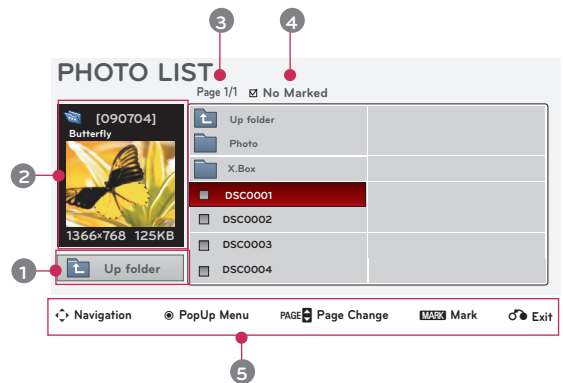 3
4
PHOTO LIST
Page 1/1 ☑ No Marked
[090704]
Butterfly
1366×768 125KB
Up folder
Up folder
Photo
X.Box
DSC0001
DSC0002
DSC0003
DSC0004
2
1
Navigation PopUp Menu PAGE Page Change MARK Mark Exit
5